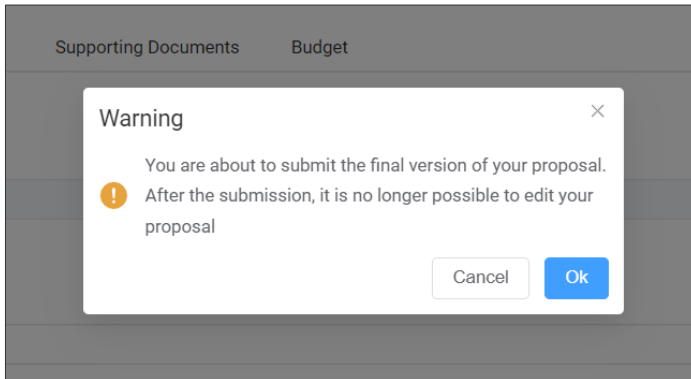 Supporting Documents Budget
Warning
You are about to submit the final version of your proposal.
After the submission, it is no longer possible to edit your
proposal
Cancel Ok